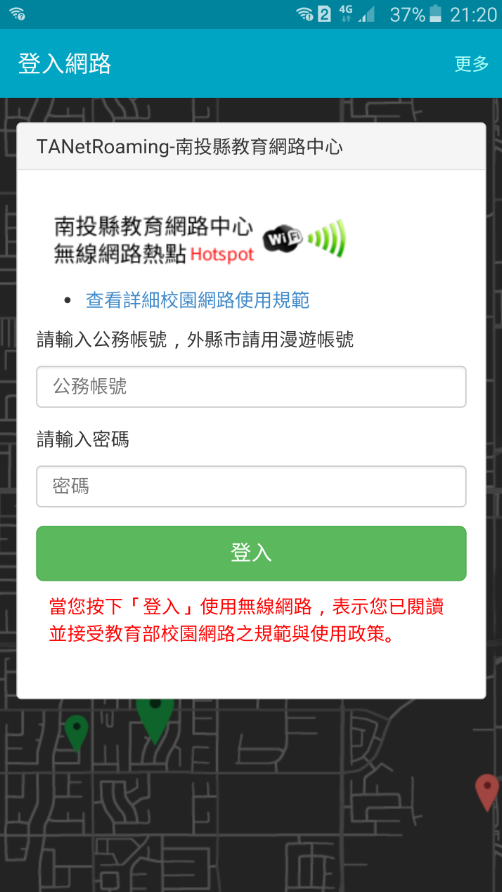 2 4G 37% 21:20
登入網路 更多
TANetRoaming-南投縣教育網路中心
南投縣教育網路中心
無線網路熱點 Hotspot WiFi
查看詳細校園網路使用規範
請輸入公務帳號，外縣市請用漫遊帳號
公務帳號
請輸入密碼
密碼
登入
當您按下「登入」使用無線網路，表示您已閱讀
並接受教育部校園網路之規範與使用政策。